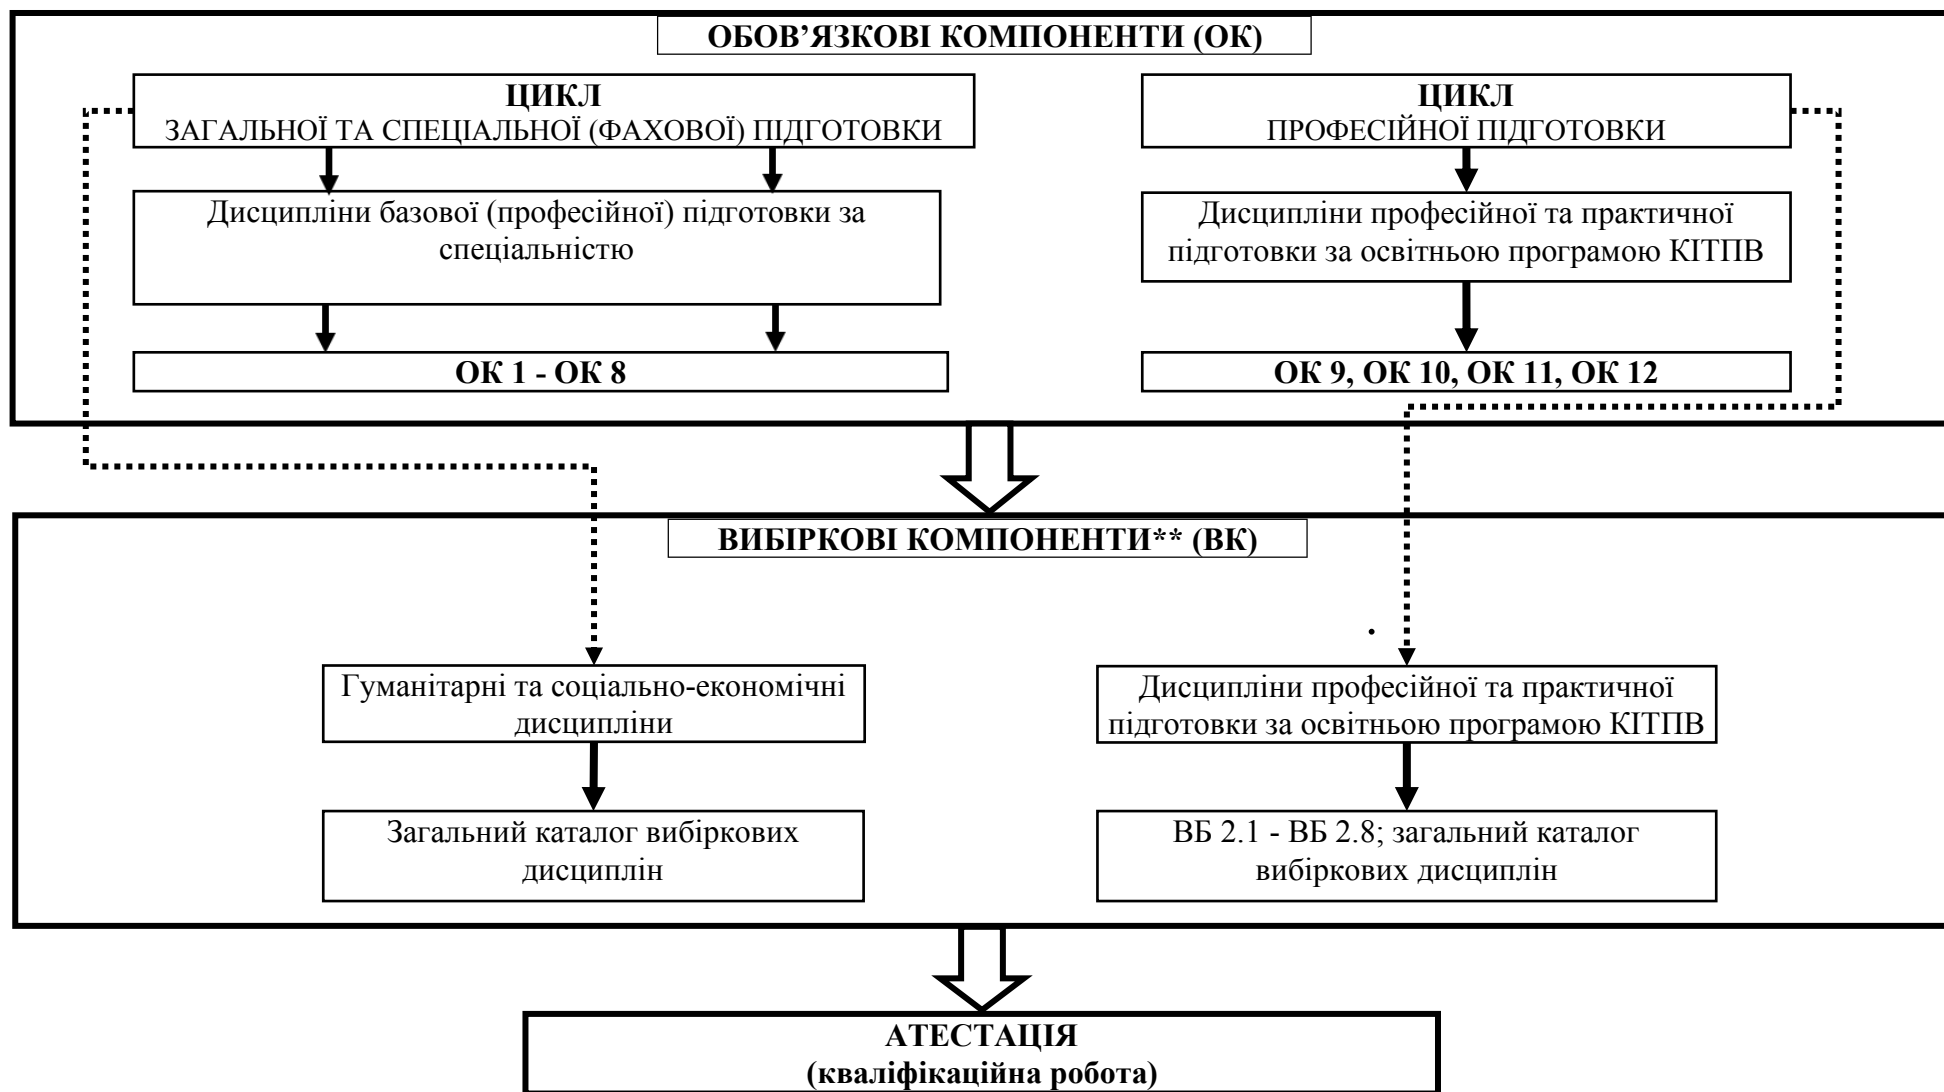 ОБОВ’ЯЗКОВІ КОМПОНЕНТИ (ОК)
ЦИКЛ
ЗАГАЛЬНОЇ ТА СПЕЦІАЛЬНОЇ (ФАХОВОЇ) ПІДГОТОВКИ
Дисципліни базової (професійної) підготовки за
спеціальністю
ОК 1 - ОК 8
ЦИКЛ
ПРОФЕСІЙНОЇ ПІДГОТОВКИ
Дисципліни професійної та практичної
підготовки за освітньою програмою КІТПВ
ОК 9, ОК 10, ОК 11, ОК 12
ВИБІРКОВІ КОМПОНЕНТИ** (ВК)
Гуманітарні та соціально-економічні
дисципліни
Загальний каталог вибіркових
дисциплін
.
Дисципліни професійної та практичної
підготовки за освітньою програмою КІТПВ
ВБ 2.1 - ВБ 2.8; загальний каталог
вибіркових дисциплін
АТЕСТАЦІЯ
(кваліфікаційна робота)